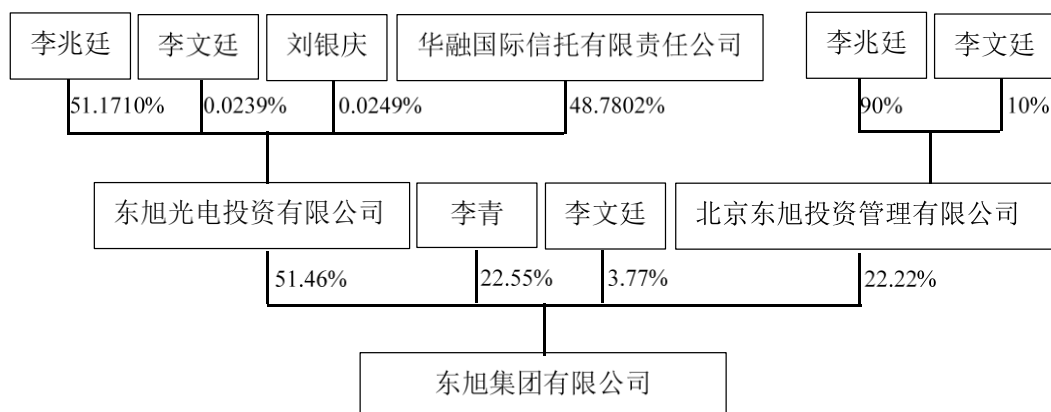 李兆廷 李文廷 刘银庆 华融国际信托有限责任公司 李兆廷 李文廷
51.1710% 0.0239% 0.0249% 48.7802% 90% 10%
东旭光电投资有限公司 李青 李文廷 北京东旭投资管理有限公司
51.46% 22.55% 3.77% 22.22%
东旭集团有限公司